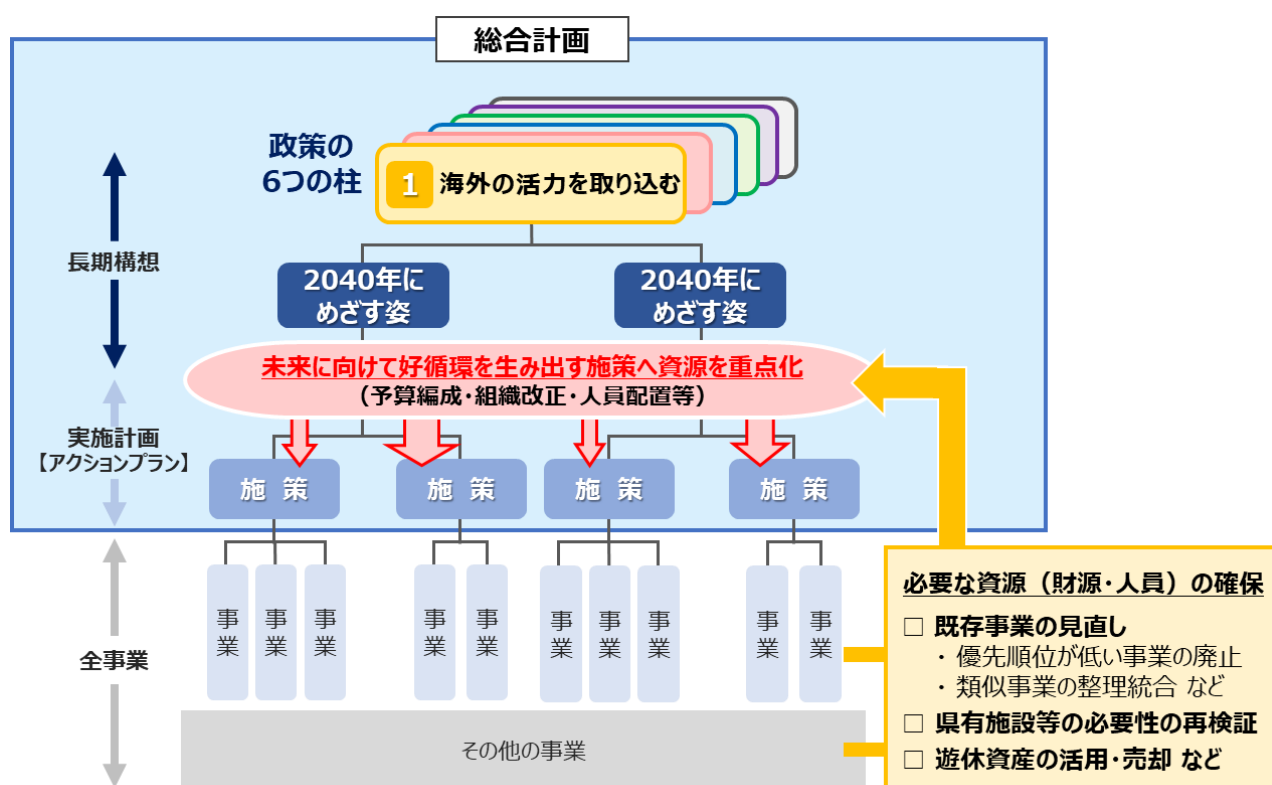 総合計画
政策の
6つの柱
1 海外の活力を取り込む
長期構想
2040年に
めざす姿
2040年に
めざす姿
未来に向けて好循環を生み出す施策へ資源を重点化
（予算編成・組織改正・人員配置等）
実施計画
【アクションプラン】
施 策
施 策
施 策
施 策
全事業
事業
事業
事業
事業
事業
事業
事業
事業
事業
事業
その他の事業
必要な資源（財源・人員）の確保
□ 既存事業の見直し
・ 優先順位が低い事業の廃止
・ 類似事業の整理統合 など
□ 県有施設等の必要性の再検証
□ 遊休資産の活用・売却 など